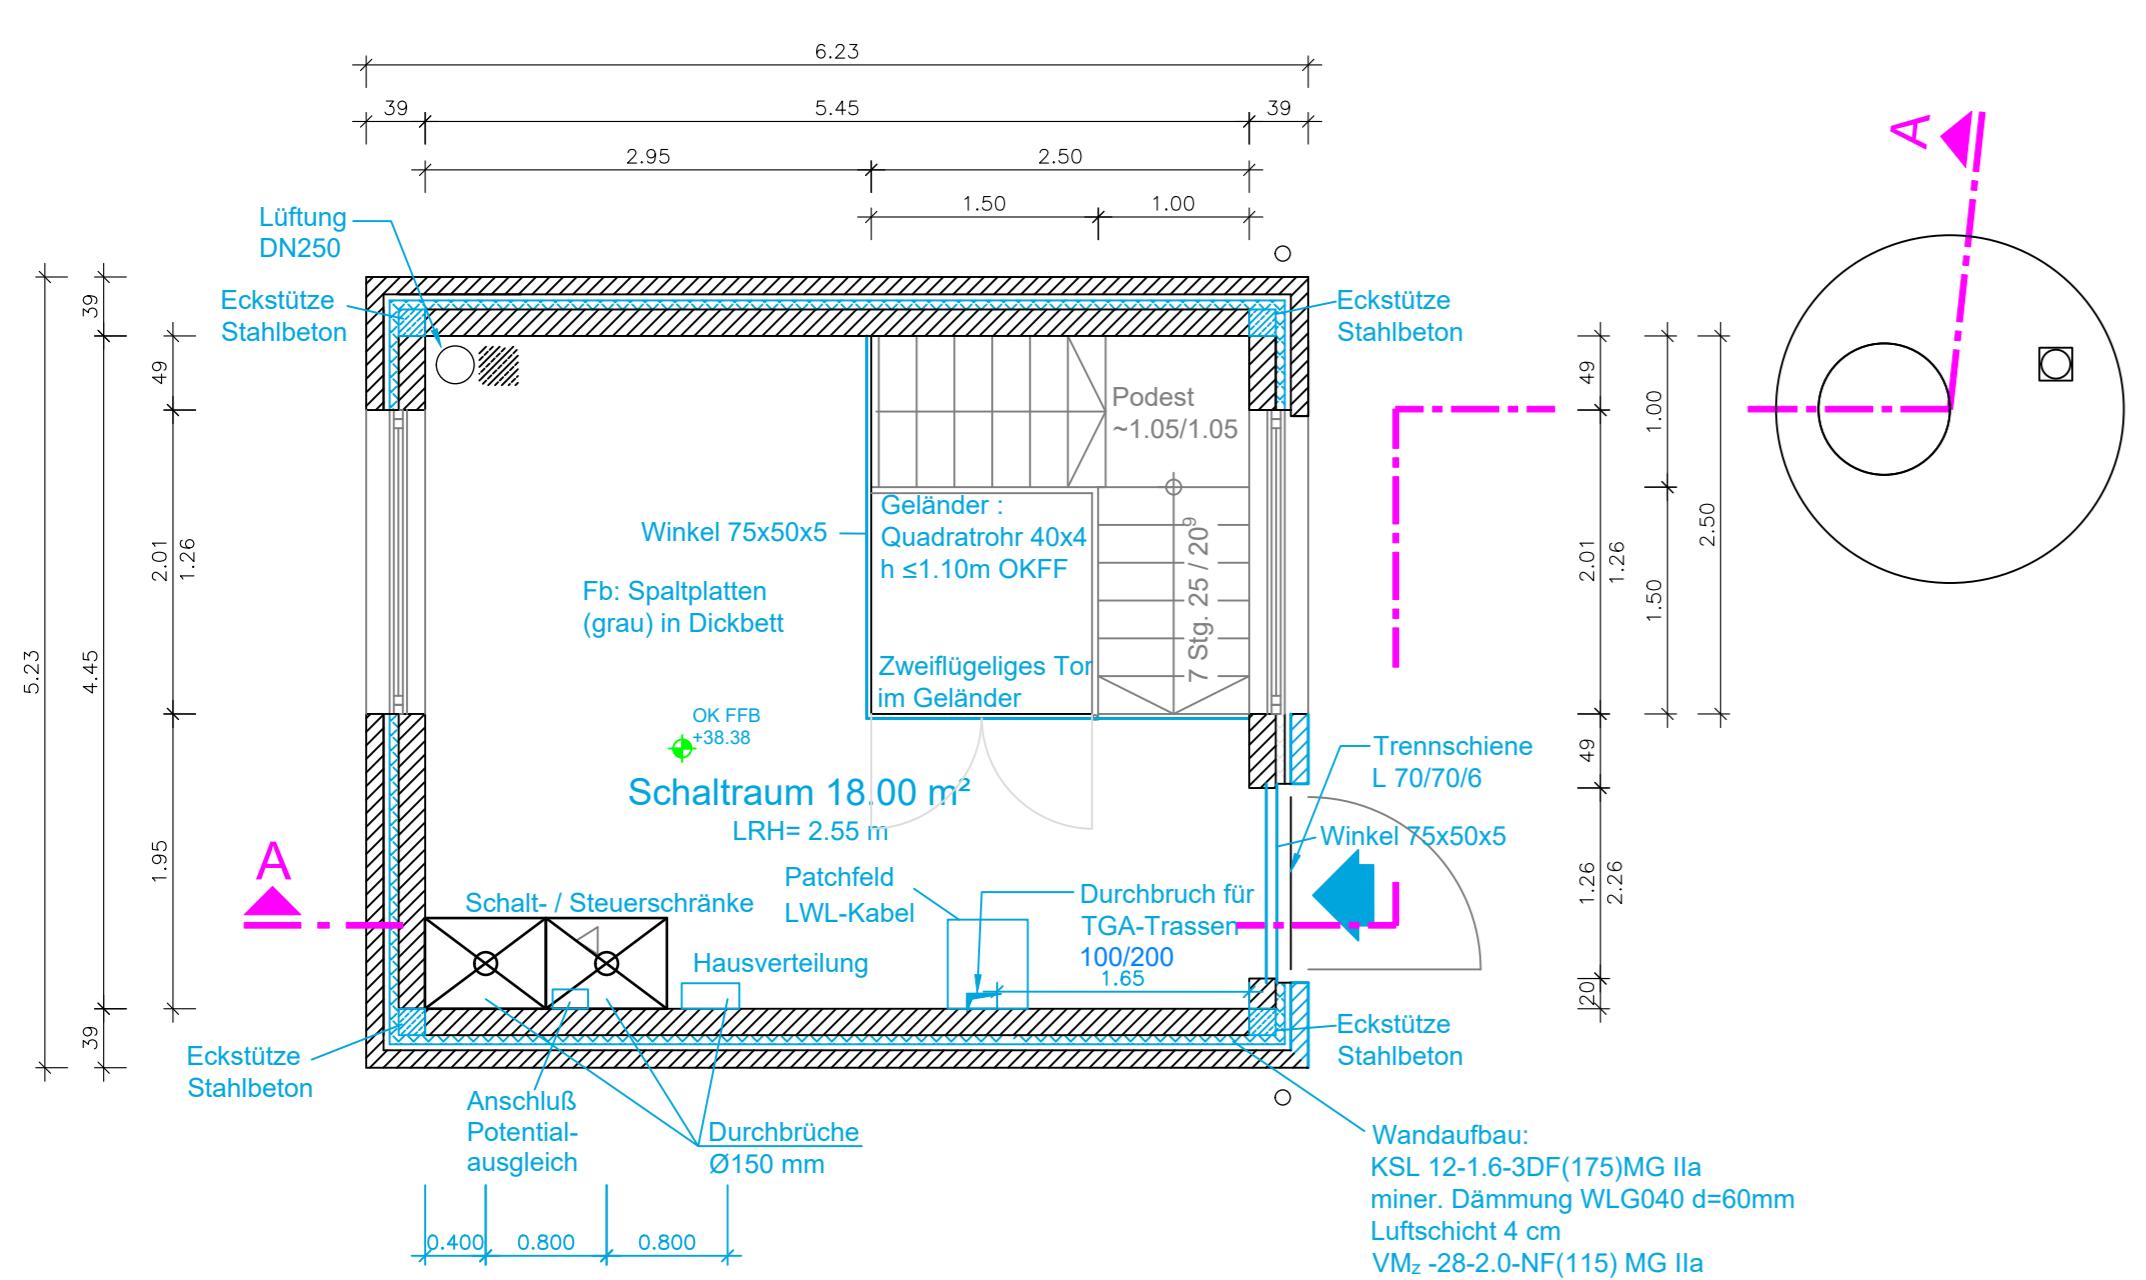 6.23
39
5.45
39
2.95
2.50
1.50
1.00
Lüftung
DN250
Eckstütze
Stahlbeton
Eckstütze
Stahlbeton
A
39
49
2.01
1.26
4.45
5.23
1.95
39
Podest
~1.05/1.05
Geländer :
Quadratrohr 40x4
h ≤1.10m OKFF
Winkel 75x50x5
7 Stg. 25 / 20⁹
Fb: Spaltplatten
(grau) in Dickbett
Zweiflügeliges Tor
im Geländer
OK FFB
+38.38
Schaltraum 18.00 m²
LRH= 2.55 m
49
1.00
2.50
2.01
1.26
1.50
49
1.26
2.26
20
Trennschiene
L 70/70/6
Winkel 75x50x5
A
Schalt- / Steuerschränke
Patchfeld
LWL-Kabel
Durchbruch für
TGA-Trassen
100/200
1.65
Hausverteilung
Eckstütze
Stahlbeton
Eckstütze
Stahlbeton
Anschluß
Potential-
ausgleich
Durchbrüche
Ø150 mm
0.400
0.800
0.800
Wandaufbau:
KSL 12-1.6-3DF(175)MG IIa
miner. Dämmung WLG040 d=60mm
Luftschicht 4 cm
VMz -28-2.0-NF(115) MG IIa